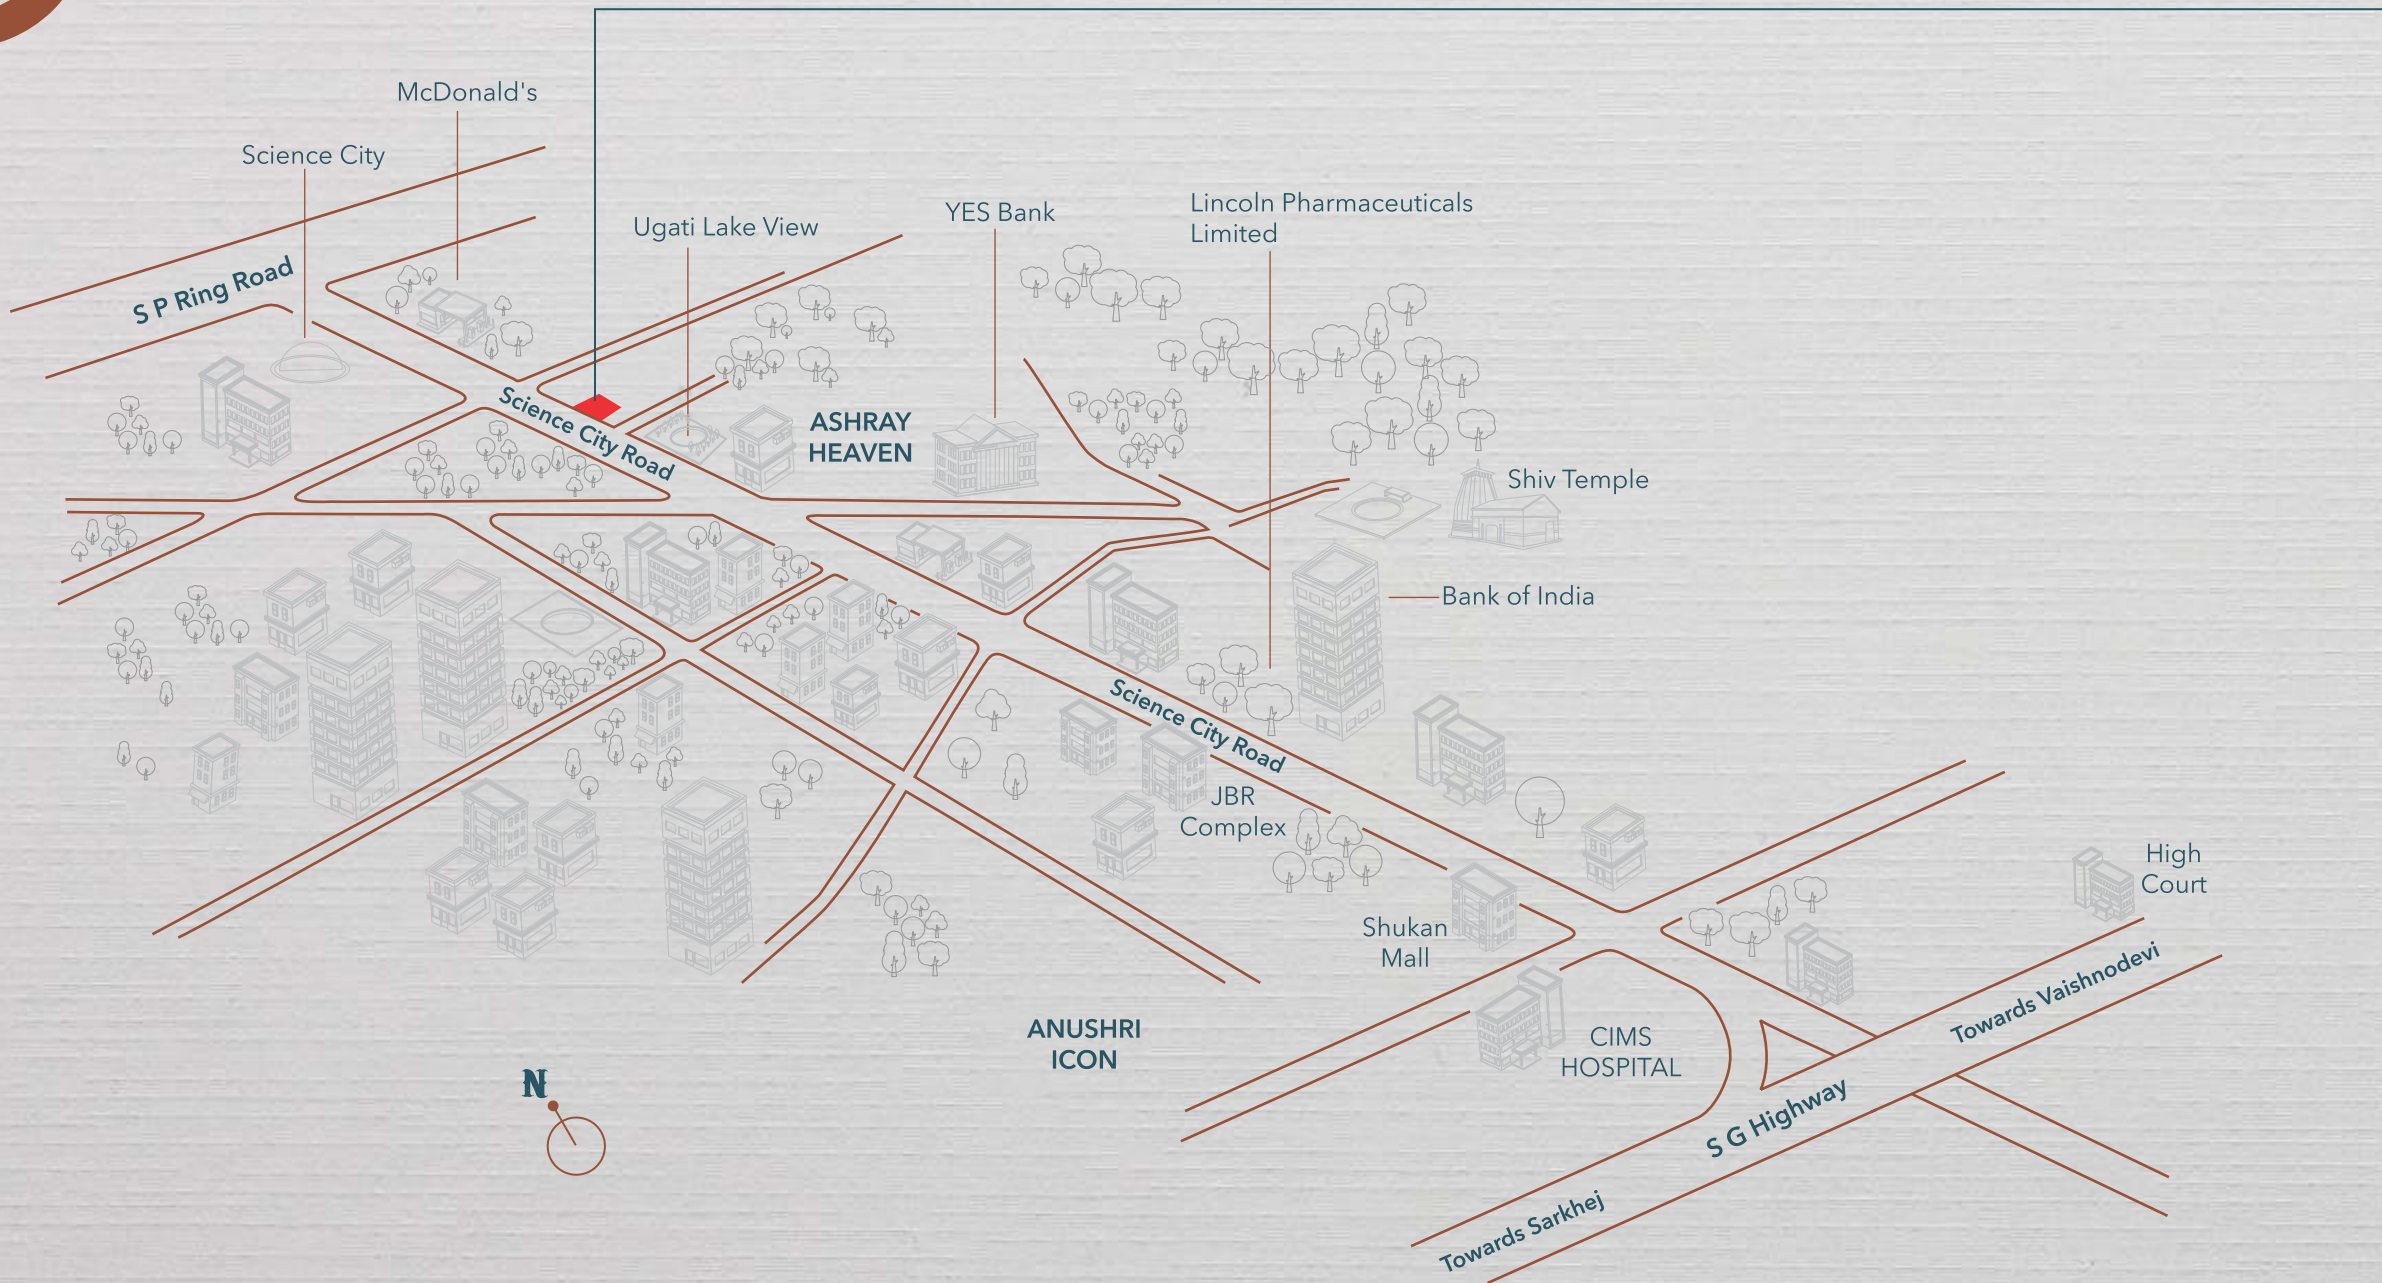 McDonald's
Science City
Lincoln Pharmaceuticals
Limited
YES Bank
Ugati Lake View
S P Ring Road
Science City Road
ASHRAY
HEAVEN
Shiv Temple
Bank of India
Science City Road
JBR
Complex
High
Court
Shukan
Mall
Towards Vaishnodevi
ANUSHRI
ICON
CIMS
HOSPITAL
N
S G Highway
Towards Sarkhej